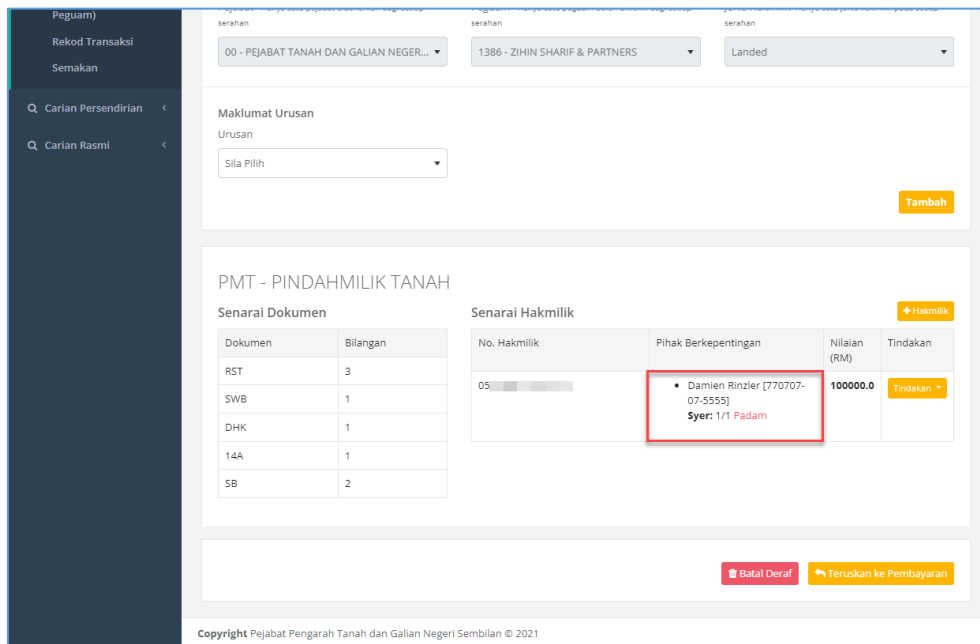 Peguam)
Rekod Transaksi
Semakan
Carian Persendirian
Carian Rasmi
serahan
serahan
serahan
00 - PEJABAT TANAH DAN GALIAN NEGER...
1386 - ZIHIN SHARIF & PARTNERS
Landed
Maklumat Urusan
Urusan
Sila Pilih
Tambah
PMT - PINDAHMILIK TANAH
Senarai Dokumen
Dokumen Bilangan
RST 3
SWB 1
DHK 1
14A 1
SB 2
Senarai Hakmilik
+ Hakmilik
No. Hakmilik Pihak Berkepentingan Nilaian (RM) Tindakan
05
• Damien Rinzler [770707-
07-5555]
Syer: 1/1 Padam
100000.0
Tindakan
Batal Deraf
Teruskan ke Pembayaran
Copyright Pejabat Pengarah Tanah dan Galian Negeri Sembilan © 2021